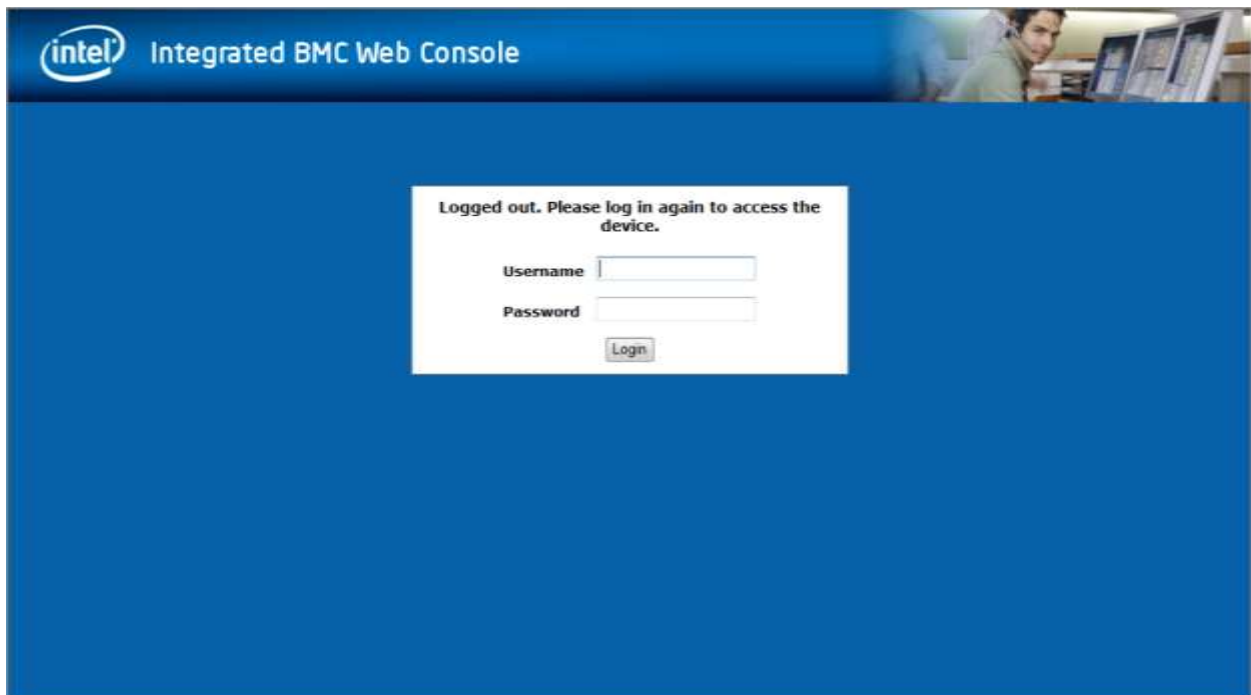 intel Integrated BMC Web Console
Logged out. Please log in again to access the
device.
Username
Password
Login